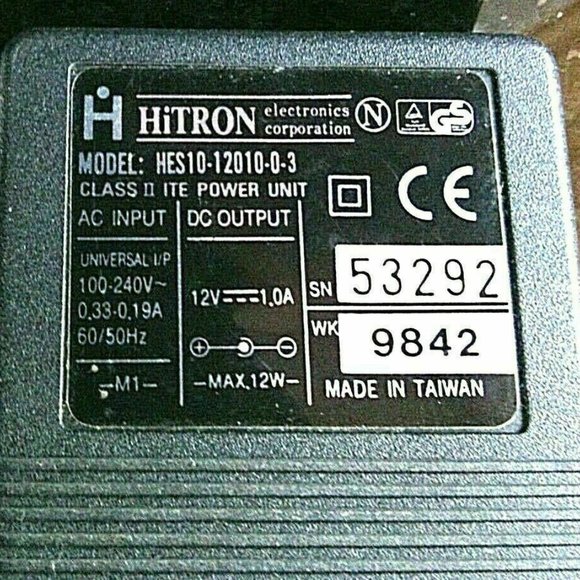 HiTRON electronics corporation N
MODEL: HES10-12010-0-3
CLASS II ITE POWER UNIT
CE
AC INPUT
UNIVERSAL I/P
100-240V~
0,33-0,19A
60/50Hz
—M1—
DC OUTPUT
12V⎓1.0A
—MAX.12W—
SN 53292
WK 9842
MADE IN TAIWAN